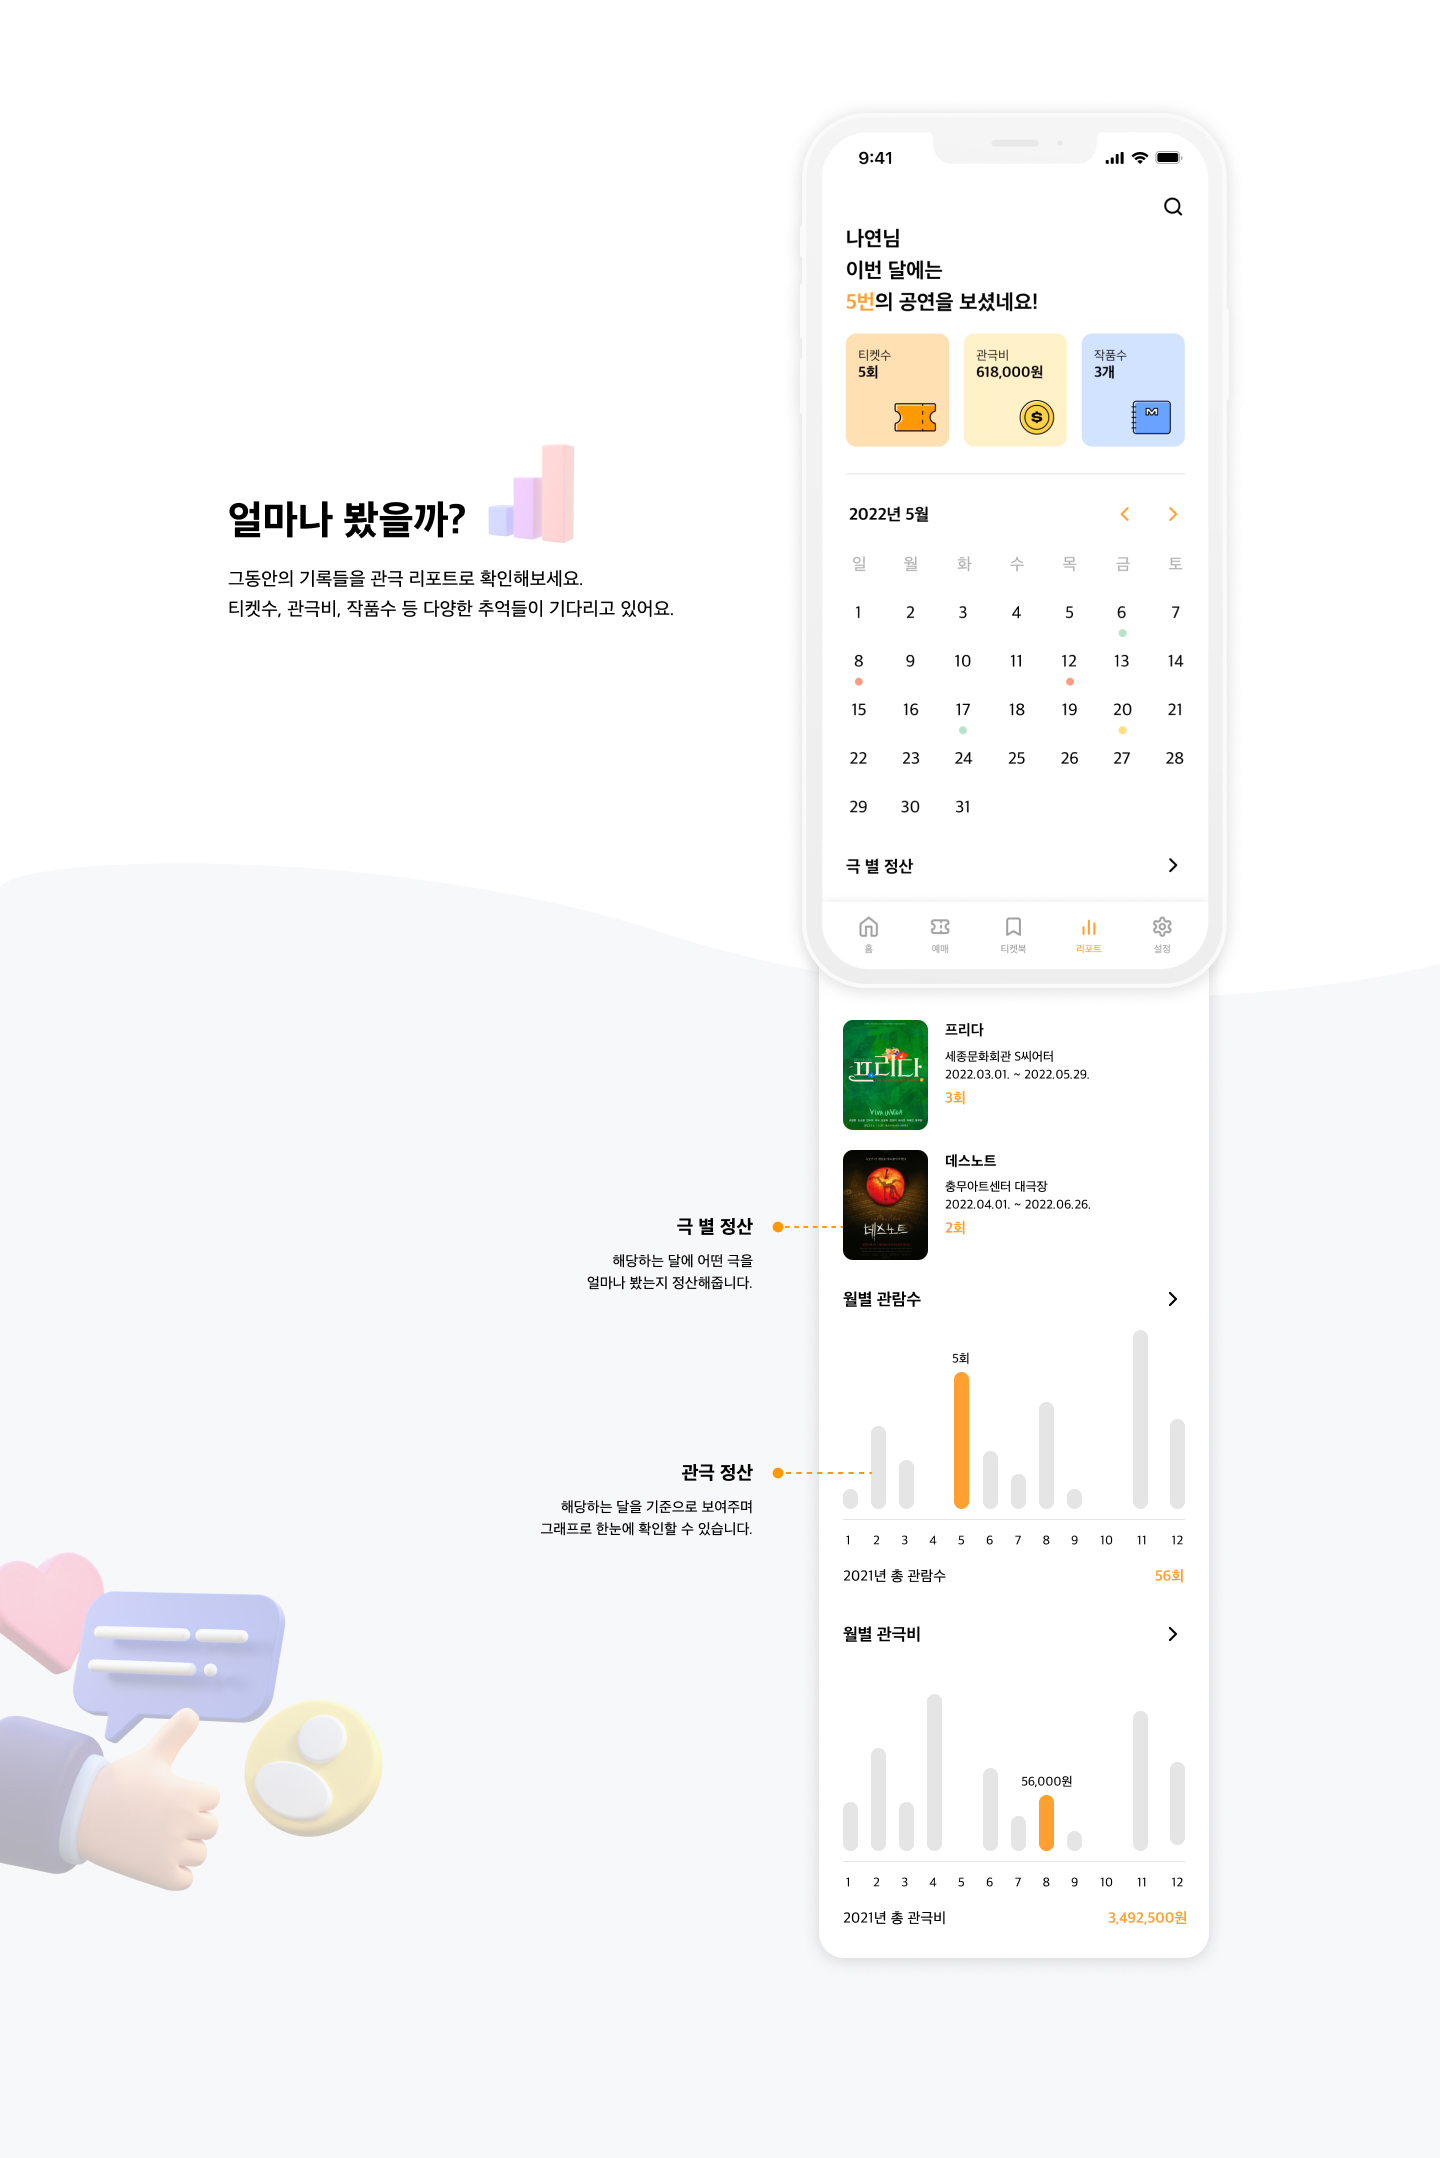 9:41
나연님
이번 달에는
5번의 공연을 보셨네요!
티켓수
5회
관극비
618,000원
작품수
3개
얼마나 봤을까?
그동안의 기록들을 관극 리포트로 확인해보세요.
티켓수, 관극비, 작품수 등 다양한 추억들이 기다리고 있어요.
2022년 5월
일 월 화 수 목 금 토
1 2 3 4 5 6 7
8 9 10 11 12 13 14
15 16 17 18 19 20 21
22 23 24 25 26 27 28
29 30 31
극 별 정산
홈 예매 티켓북 리포트 설정
프리다
프리다
세종문화회관 S씨어터
2022.03.01. ~ 2022.05.29.
3회
데스노트
데스노트
충무아트센터 대극장
2022.04.01. ~ 2022.06.26.
2회
극 별 정산
해당하는 달에 어떤 극을
얼마나 봤는지 정산해줍니다.
월별 관람수
5회
관극 정산
해당하는 달을 기준으로 보여주며
그래프로 한눈에 확인할 수 있습니다.
1 2 3 4 5 6 7 8 9 10 11 12
2021년 총 관람수 56회
월별 관극비
56,000원
1 2 3 4 5 6 7 8 9 10 11 12
2021년 총 관극비 3,492,500원